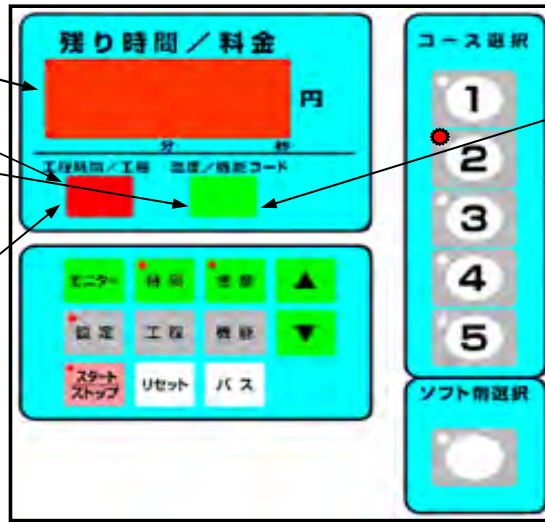 残り時間／料金
円
分 秒
工程時間／工程 温度／機能コード
モニター 時間 温度 ▲
設定 工程 機能 ▼
スタート
ストップ リセット パス
コース選択
1
2
3
4
5
ソフト剤選択